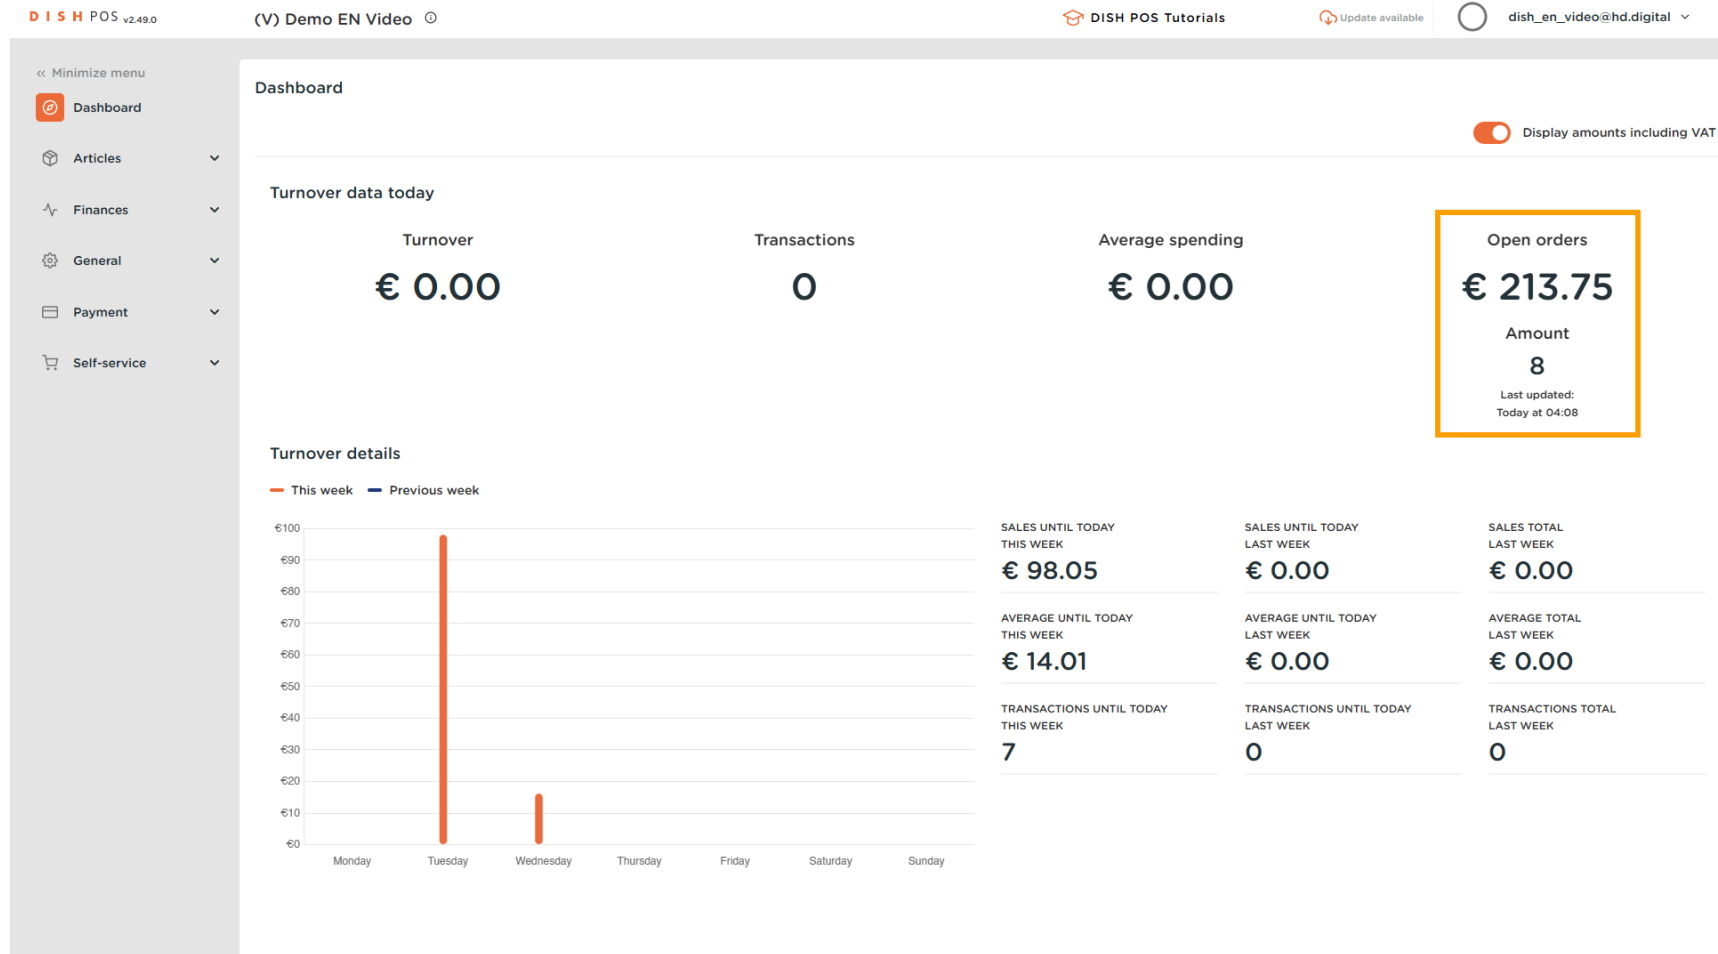 DISH POS v2.49.0
(V) Demo EN Video
DISH POS Tutorials
Update available
dish_en_video@hd.digital
Minimize menu
Dashboard
Articles
Finances
General
Payment
Self-service
Dashboard
Display amounts including VAT
Turnover data today
Turnover
€ 0.00
Transactions
0
Average spending
€ 0.00
Open orders
€ 213.75
Amount
8
Last updated:
Today at 04:08
Turnover details
This week
Previous week
€100
€90
€80
€70
€60
€50
€40
€30
€20
€10
€0
Monday
Tuesday
Wednesday
Thursday
Friday
Saturday
Sunday
SALES UNTIL TODAY
THIS WEEK
€ 98.05
SALES UNTIL TODAY
LAST WEEK
€ 0.00
SALES TOTAL
LAST WEEK
€ 0.00
AVERAGE UNTIL TODAY
THIS WEEK
€ 14.01
AVERAGE UNTIL TODAY
LAST WEEK
€ 0.00
AVERAGE TOTAL
LAST WEEK
€ 0.00
TRANSACTIONS UNTIL TODAY
THIS WEEK
7
TRANSACTIONS UNTIL TODAY
LAST WEEK
0
TRANSACTIONS TOTAL
LAST WEEK
0